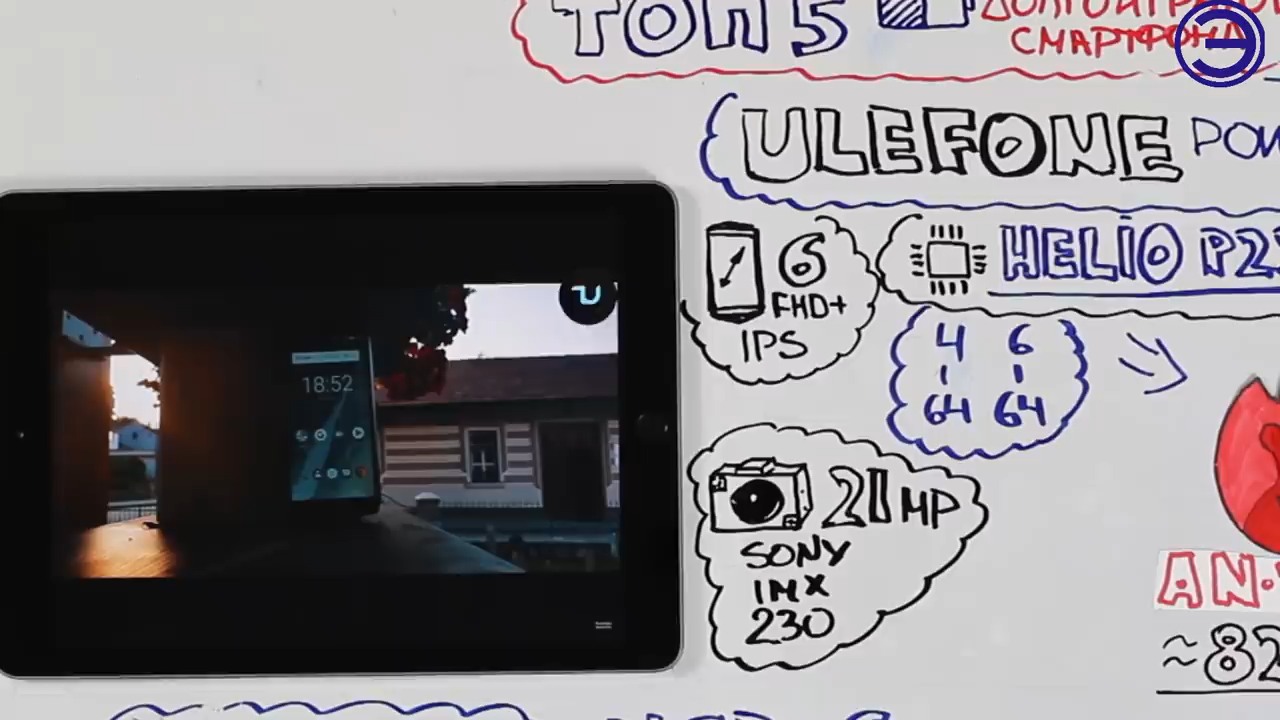 ТОП 5
СМАРТФОНА
ULEFONE
6
FHD+
IPS
HELIO
4 6
64 64
18:52
21 MP
SONY
IMX
230